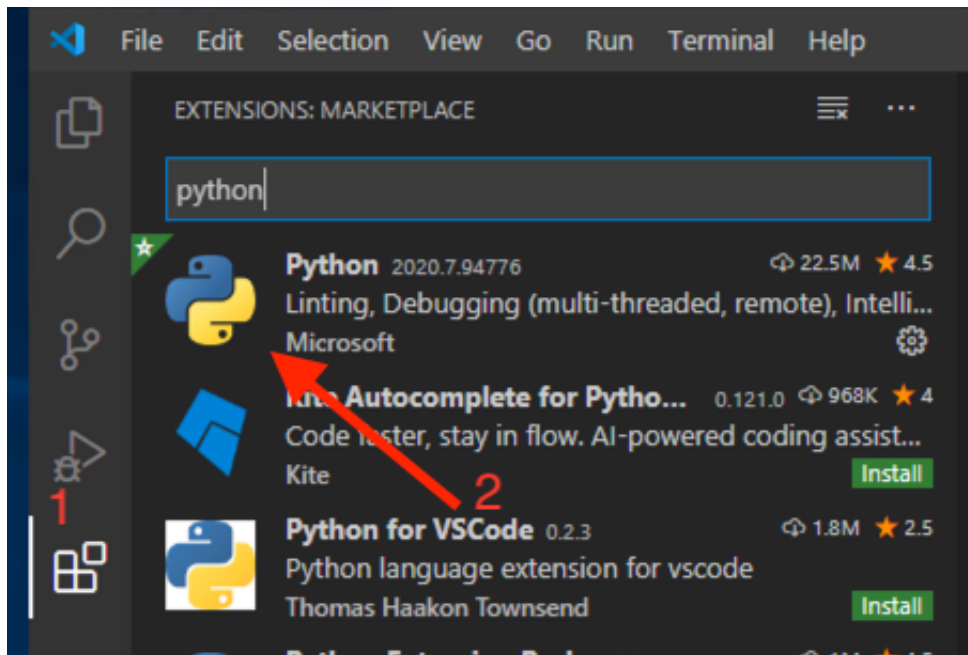 File Edit Selection View Go Run Terminal Help
EXTENSIONS: MARKETPLACE
python
Python 2020.7.94776 22.5M 4.5
Linting, Debugging (multi-threaded, remote), Intelli...
Microsoft
Kite Autocomplete for Pytho... 0.121.0 968K 4
Code faster, stay in flow. AI-powered coding assist...
Kite Install
2
1
Python for VSCode 0.2.3 1.8M 2.5
Python language extension for vscode
Thomas Haakon Townsend Install